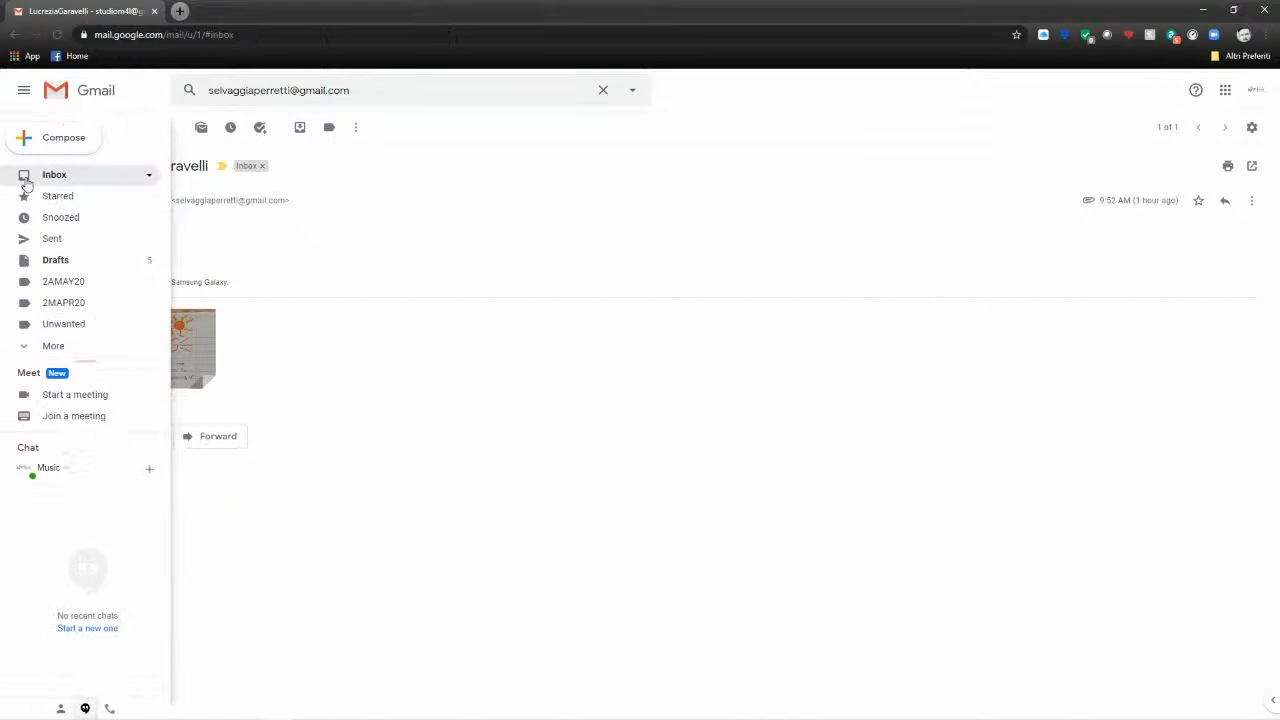 LucreziaGaravelli - studiom4l@g
mail.google.com/mail/u/1/#inbox
App
Home
Altri Preferiti
Gmail
selvaggiaperretti@gmail.com
Compose
1 of 1
ravelli
Inbox ×
Inbox
Starred
<selvaggiaperretti@gmail.com>
9:52 AM (1 hour ago)
Snoozed
Sent
Drafts
5
2AMAY20
Samsung Galaxy.
2MAPR20
Unwanted
More
Meet
New
Start a meeting
Join a meeting
Forward
Chat
Music
No recent chats
Start a new one